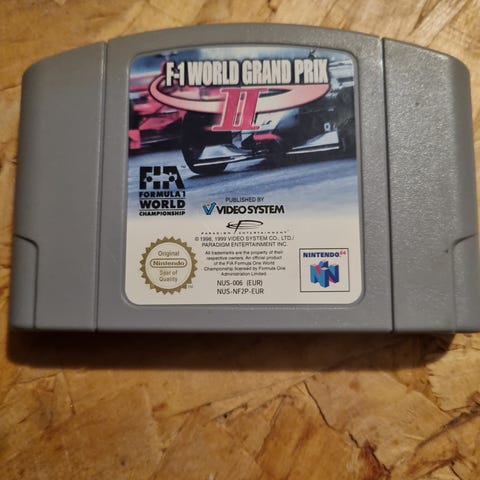 F-1 WORLD GRAND PRIX
II
FIA
FORMULA 1
WORLD
CHAMPIONSHIP
PUBLISHED BY
VIDEO SYSTEM
PARADIGM ENTERTAINMENT
© 1998, 1999 VIDEO SYSTEM CO., LTD./
PARADIGM ENTERTAINMENT INC.
All trademarks are the property of their
respective owners. An official product
of the FIA Formula One World
Championship licensed by Formula One
Administration Limited
Original
Nintendo
Seal of
Quality
NUS-006 (EUR)
NUS-NF2P-EUR
NINTENDO 64